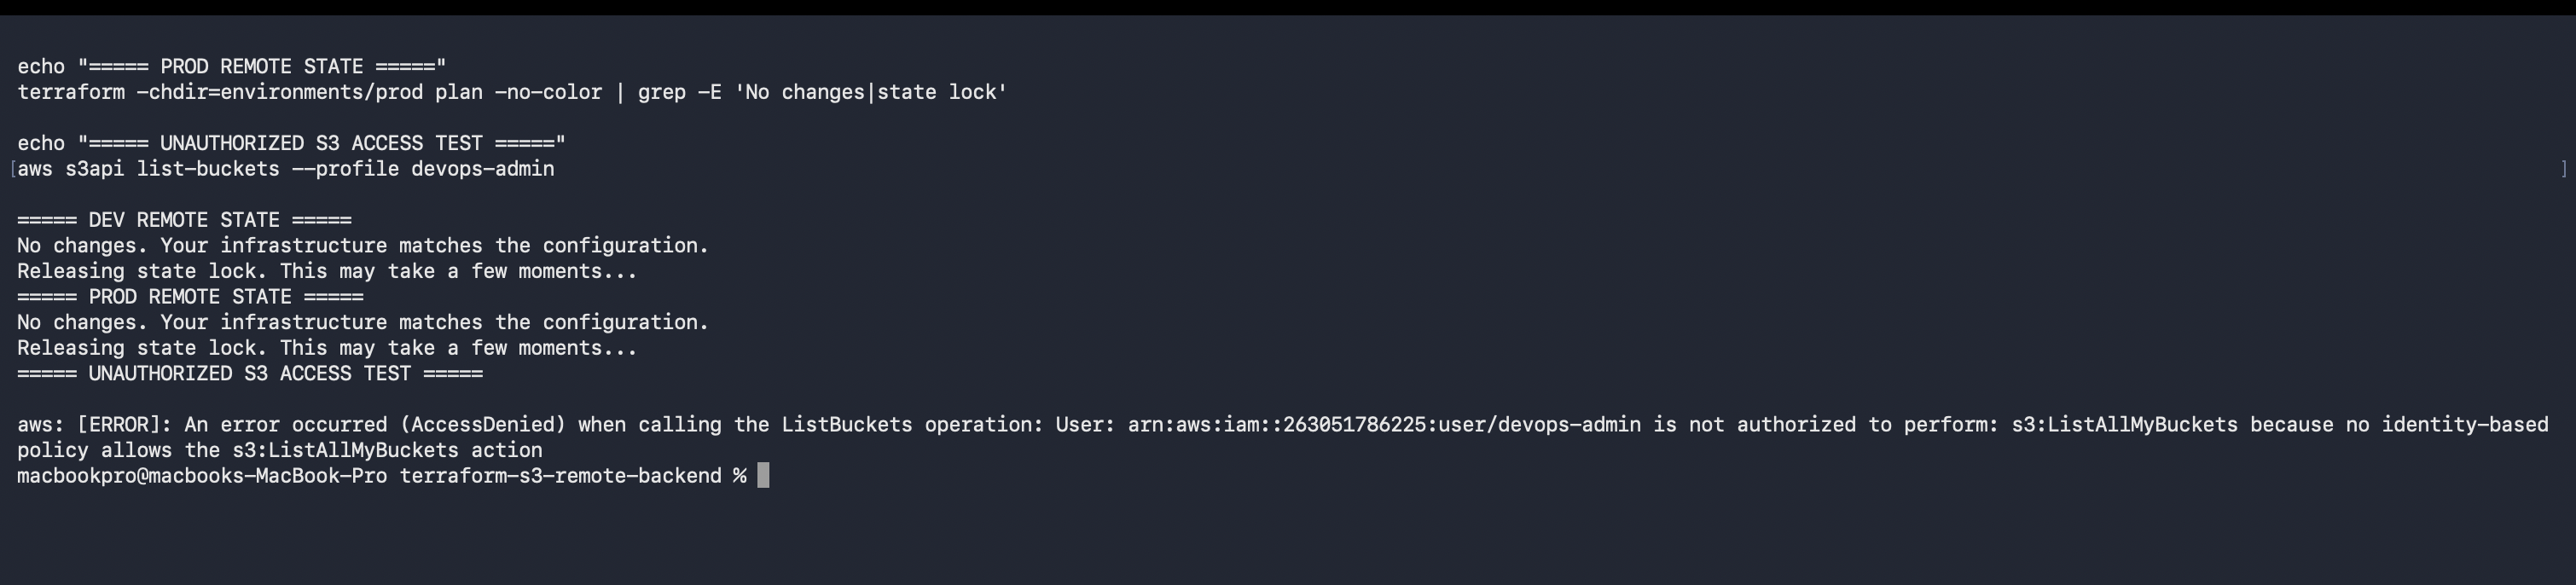 echo "===== PROD REMOTE STATE ====="
terraform -chdir=environments/prod plan -no-color | grep -E 'No changes|state lock'
echo "===== UNAUTHORIZED S3 ACCESS TEST ====="
[aws s3api list-buckets --profile devops-admin ]
===== DEV REMOTE STATE =====
No changes. Your infrastructure matches the configuration.
Releasing state lock. This may take a few moments...
===== PROD REMOTE STATE =====
No changes. Your infrastructure matches the configuration.
Releasing state lock. This may take a few moments...
===== UNAUTHORIZED S3 ACCESS TEST =====
aws: [ERROR]: An error occurred (AccessDenied) when calling the ListBuckets operation: User: arn:aws:iam::263051786225:user/devops-admin is not authorized to perform: s3:ListAllMyBuckets because no identity-based
policy allows the s3:ListAllMyBuckets action
macbookpro@macbooks-MacBook-Pro terraform-s3-remote-backend %